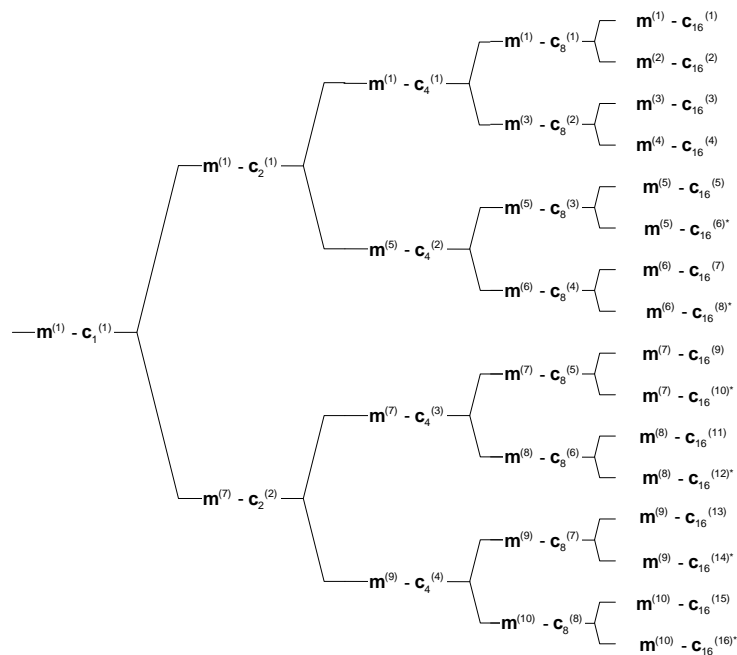 m(1) - c16(1)
m(1) - c8(1)
m(2) - c16(2)
m(1) - c4(1)
m(3) - c16(3)
m(3) - c8(2)
m(4) - c16(4)
m(1) - c2(1)
m(5) - c16(5)
m(5) - c8(3)
m(5) - c16(6)*
m(5) - c4(2)
m(6) - c16(7)
m(6) - c8(4)
m(6) - c16(8)*
m(1) - c1(1)
m(7) - c16(9)
m(7) - c8(5)
m(7) - c16(10)*
m(7) - c4(3)
m(8) - c16(11)
m(8) - c8(6)
m(8) - c16(12)*
m(7) - c2(2)
m(9) - c16(13)
m(9) - c8(7)
m(9) - c16(14)*
m(9) - c4(4)
m(10) - c16(15)
m(10) - c8(8)
m(10) - c16(16)*